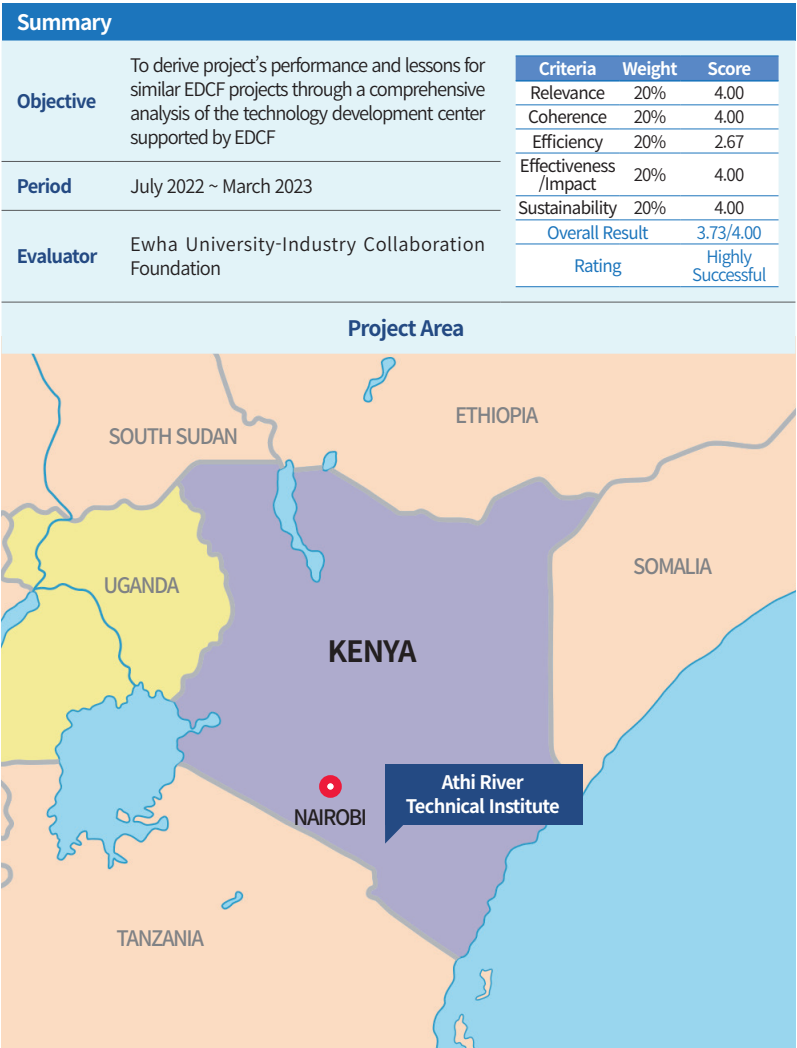 Summary
Objective
To derive project's performance and lessons for
similar EDCF projects through a comprehensive
analysis of the technology development center
supported by EDCF
Period
July 2022 ~ March 2023
Evaluator
Ewha University-Industry Collaboration
Foundation
Criteria Weight Score
Relevance 20% 4.00
Coherence 20% 4.00
Efficiency 20% 2.67
Effectiveness
/Impact 20% 4.00
Sustainability 20% 4.00
Overall Result 3.73/4.00
Rating Highly
Successful
Project Area
ETHIOPIA
SOUTH SUDAN
SOMALIA
UGANDA
KENYA
Athi River
Technical Institute
NAIROBI
TANZANIA